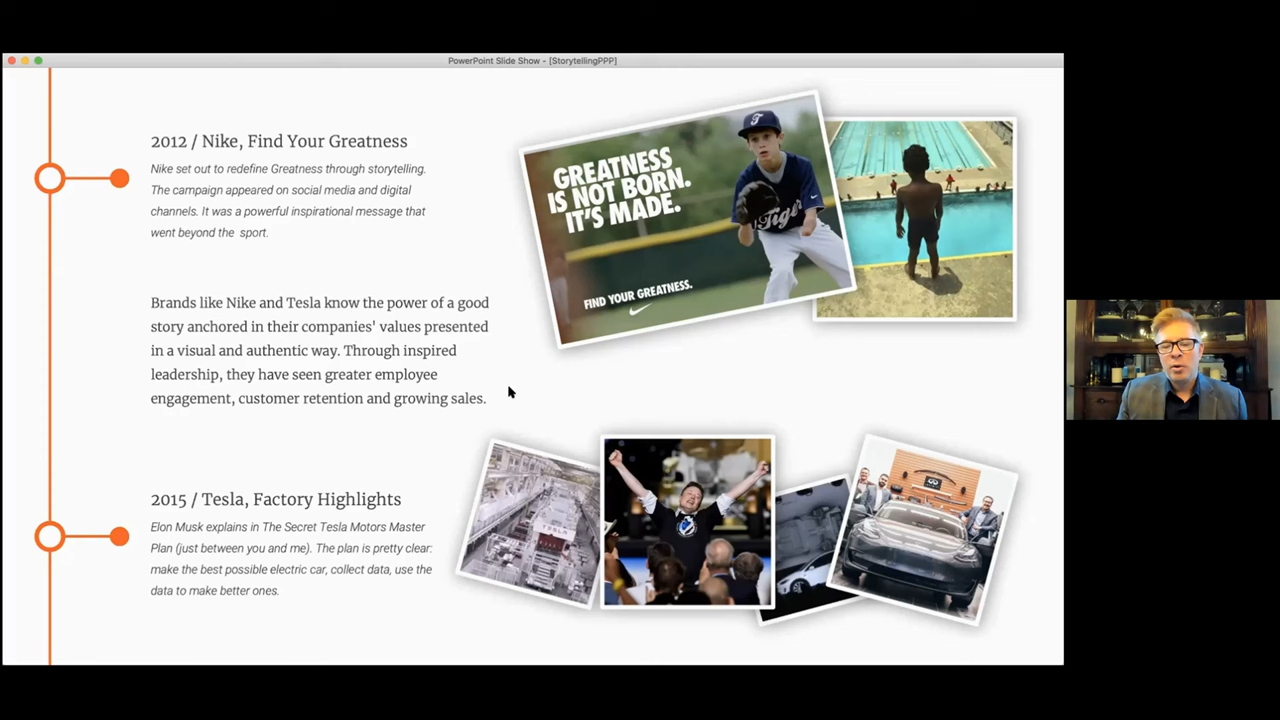 PowerPoint Slide Show - [StorytellingPPP]
2012 / Nike, Find Your Greatness
Nike set out to redefine Greatness through storytelling.
The campaign appeared on social media and digital
channels. It was a powerful inspirational message that
went beyond the sport.
GREATNESS
IS NOT BORN.
IT'S MADE.
FIND YOUR GREATNESS.
T
Tigers
Brands like Nike and Tesla know the power of a good
story anchored in their companies' values presented
in a visual and authentic way. Through inspired
leadership, they have seen greater employee
engagement, customer retention and growing sales.
2015 / Tesla, Factory Highlights
Elon Musk explains in The Secret Tesla Motors Master
Plan (just between you and me). The plan is pretty clear:
make the best possible electric car, collect data, use the
data to make better ones.
TESLA